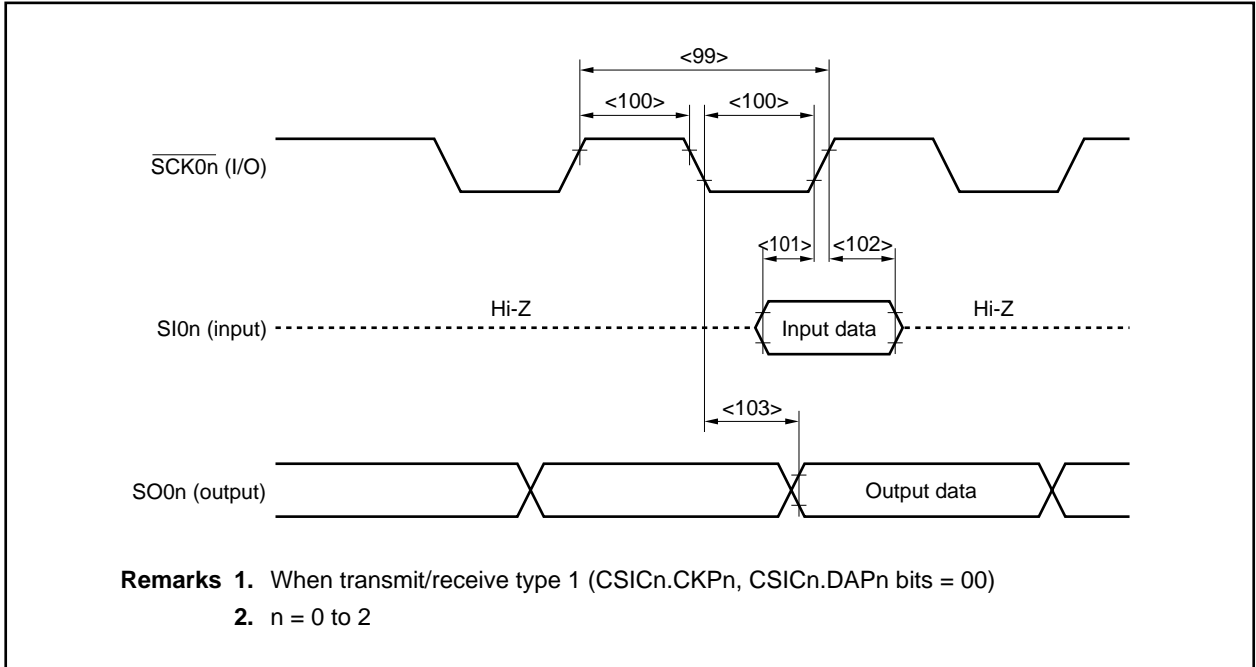 <99>
<100> <100>
SCK0n (I/O)
<101> <102>
Hi-Z Hi-Z
SI0n (input) Input data
<103>
SO0n (output) Output data
Remarks 1. When transmit/receive type 1 (CSICn.CKPn, CSICn.DAPn bits = 00)
2. n = 0 to 2